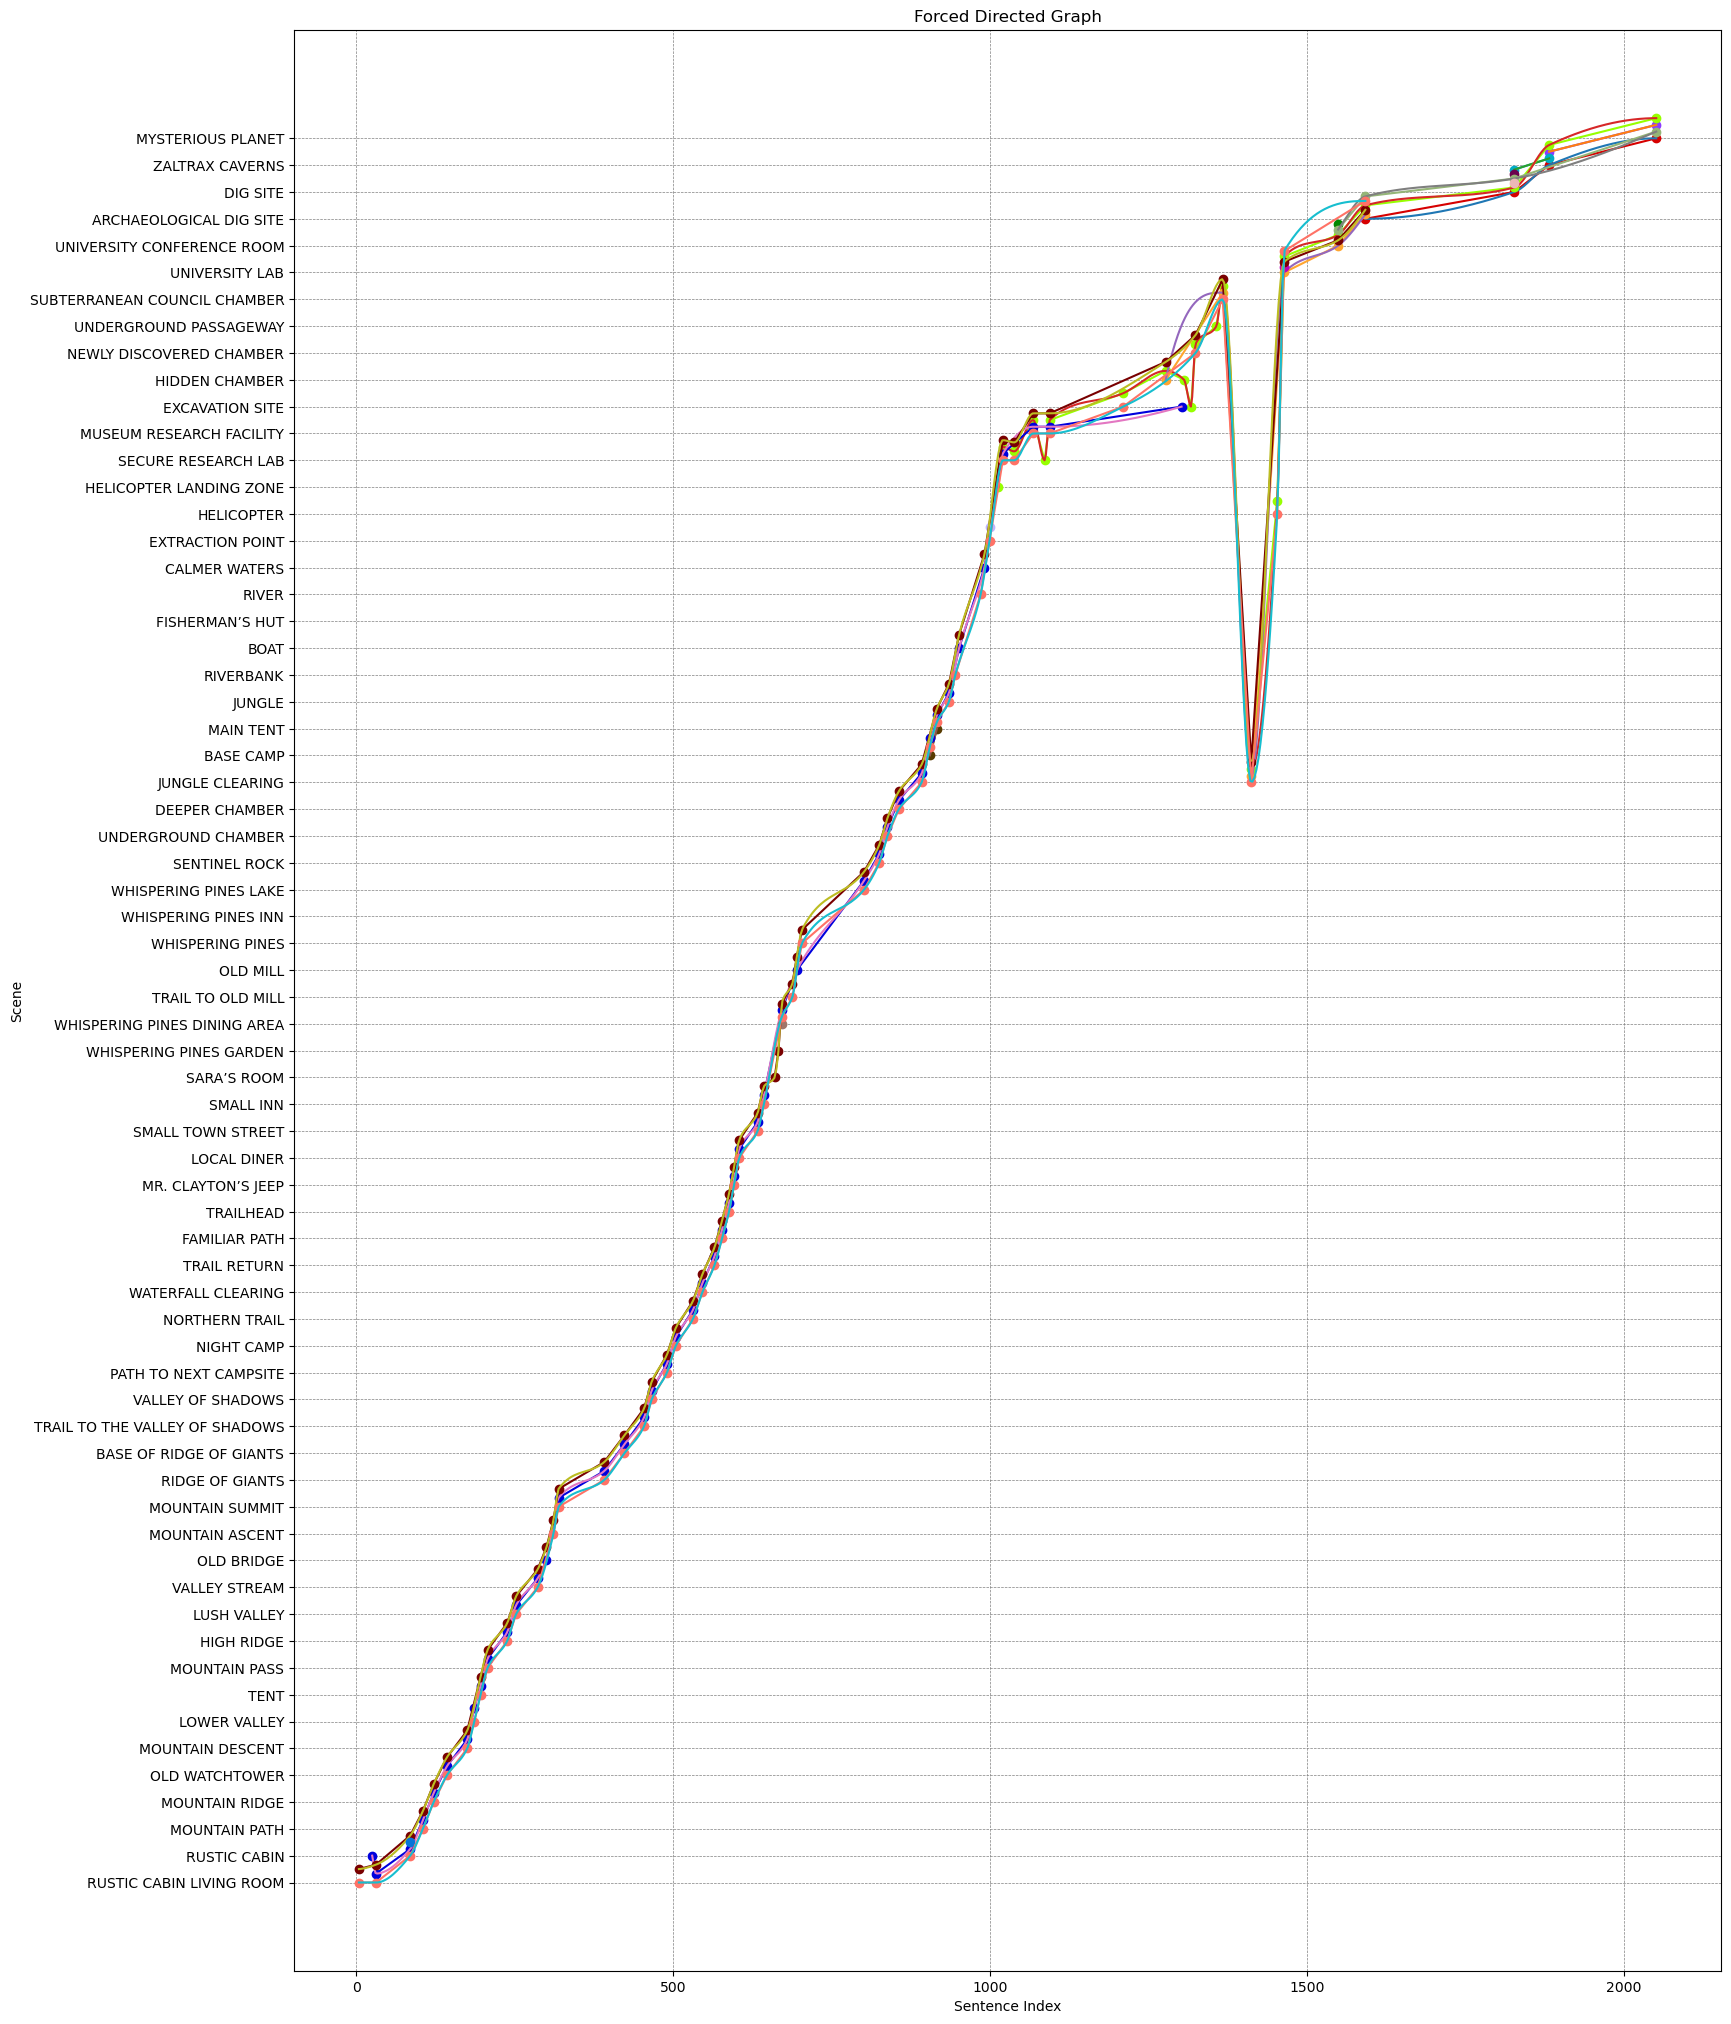 Forced Directed Graph
MYSTERIOUS PLANET
ZALTRAX CAVERNS
DIG SITE
ARCHAEOLOGICAL DIG SITE
UNIVERSITY CONFERENCE ROOM
UNIVERSITY LAB
SUBTERRANEAN COUNCIL CHAMBER
UNDERGROUND PASSAGEWAY
NEWLY DISCOVERED CHAMBER
HIDDEN CHAMBER
EXCAVATION SITE
MUSEUM RESEARCH FACILITY
SECURE RESEARCH LAB
HELICOPTER LANDING ZONE
HELICOPTER
EXTRACTION POINT
CALMER WATERS
RIVER
FISHERMAN’S HUT
BOAT
RIVERBANK
JUNGLE
MAIN TENT
BASE CAMP
JUNGLE CLEARING
DEEPER CHAMBER
UNDERGROUND CHAMBER
SENTINEL ROCK
WHISPERING PINES LAKE
WHISPERING PINES INN
WHISPERING PINES
OLD MILL
TRAIL TO OLD MILL
WHISPERING PINES DINING AREA
WHISPERING PINES GARDEN
SARA’S ROOM
SMALL INN
SMALL TOWN STREET
LOCAL DINER
MR. CLAYTON’S JEEP
TRAILHEAD
FAMILIAR PATH
TRAIL RETURN
WATERFALL CLEARING
NORTHERN TRAIL
NIGHT CAMP
PATH TO NEXT CAMPSITE
VALLEY OF SHADOWS
TRAIL TO THE VALLEY OF SHADOWS
BASE OF RIDGE OF GIANTS
RIDGE OF GIANTS
MOUNTAIN SUMMIT
MOUNTAIN ASCENT
OLD BRIDGE
VALLEY STREAM
LUSH VALLEY
HIGH RIDGE
MOUNTAIN PASS
TENT
LOWER VALLEY
MOUNTAIN DESCENT
OLD WATCHTOWER
MOUNTAIN RIDGE
MOUNTAIN PATH
RUSTIC CABIN
RUSTIC CABIN LIVING ROOM
Scene
0 500 1000 1500 2000
Sentence Index